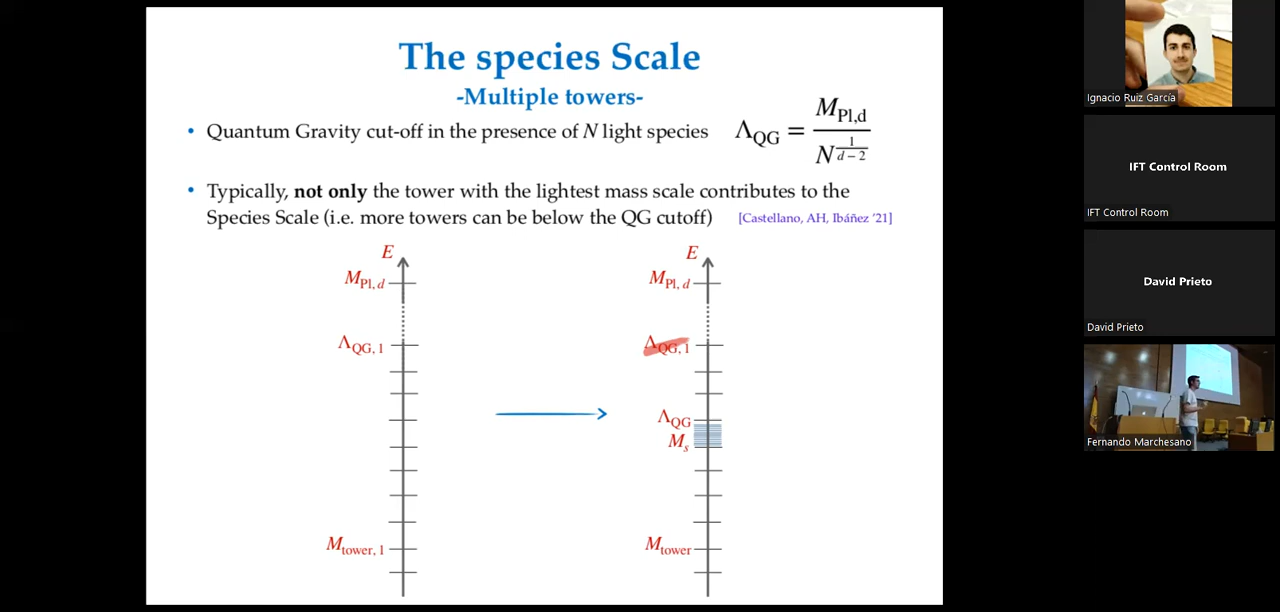 The species Scale
-Multiple towers-
• Quantum Gravity cut-off in the presence of N light species
Λ_QG = M_Pl,d / N^(1/(d−2))
• Typically, not only the tower with the lightest mass scale contributes to the
Species Scale (i.e. more towers can be below the QG cutoff) [Castellano, AH, Ibáñez '21]
E
M_Pl,d
Λ_QG,1
M_tower,1
E
M_Pl,d
Λ_QG,1
Λ_QG
M_s
M_tower
Ignacio Ruiz García
IFT Control Room
IFT Control Room
David Prieto
David Prieto
Fernando Marchesano